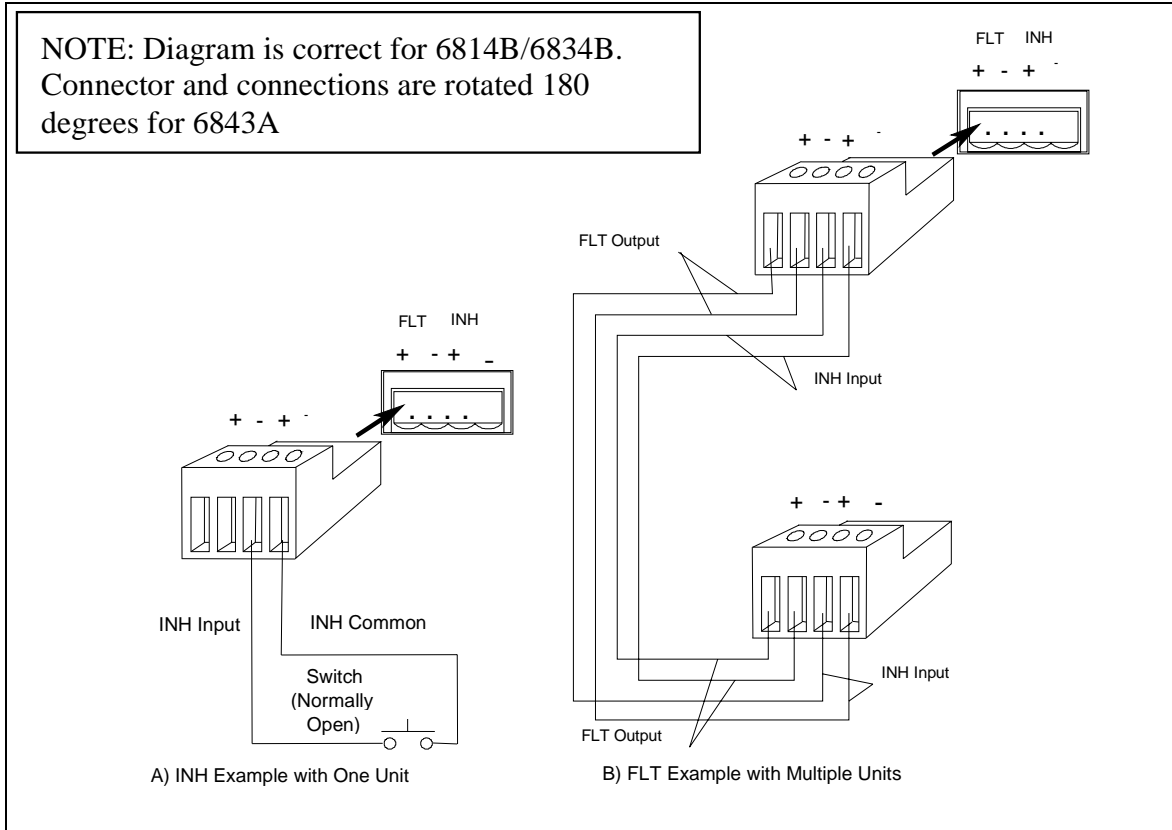 NOTE: Diagram is correct for 6814B/6834B.
Connector and connections are rotated 180
degrees for 6843A
FLT INH
+ - + -
+ - + -
FLT Output
INH Input
FLT INH
+ - + -
+ - + -
INH Input
INH Common
Switch
(Normally
Open)
A) INH Example with One Unit
+ - + -
INH Input
FLT Output
B) FLT Example with Multiple Units